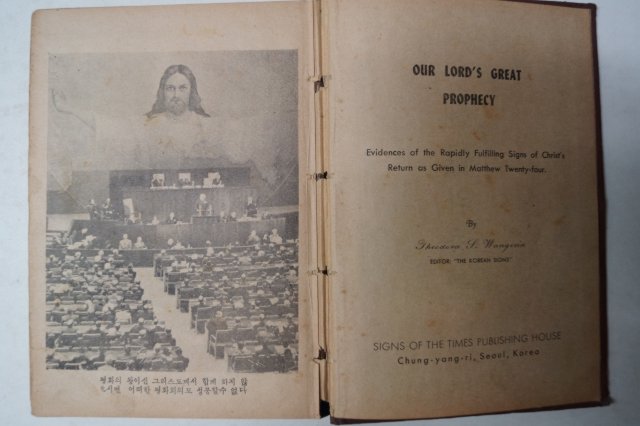 평화의 왕이신 그리스도께서 함께 하지 않
으시면 어떠한 평화회의도 성공할수 없다
OUR LORD'S GREAT
PROPHECY
Evidences of the Rapidly Fulfilling Signs of Christ's
Return as Given in Matthew Twenty-four.
By
Theodora S. Wangerin
EDITOR: "THE KOREAN SIGNS"
SIGNS OF THE TIMES PUBLISHING HOUSE
Chung-yang-ri, Seoul, Korea